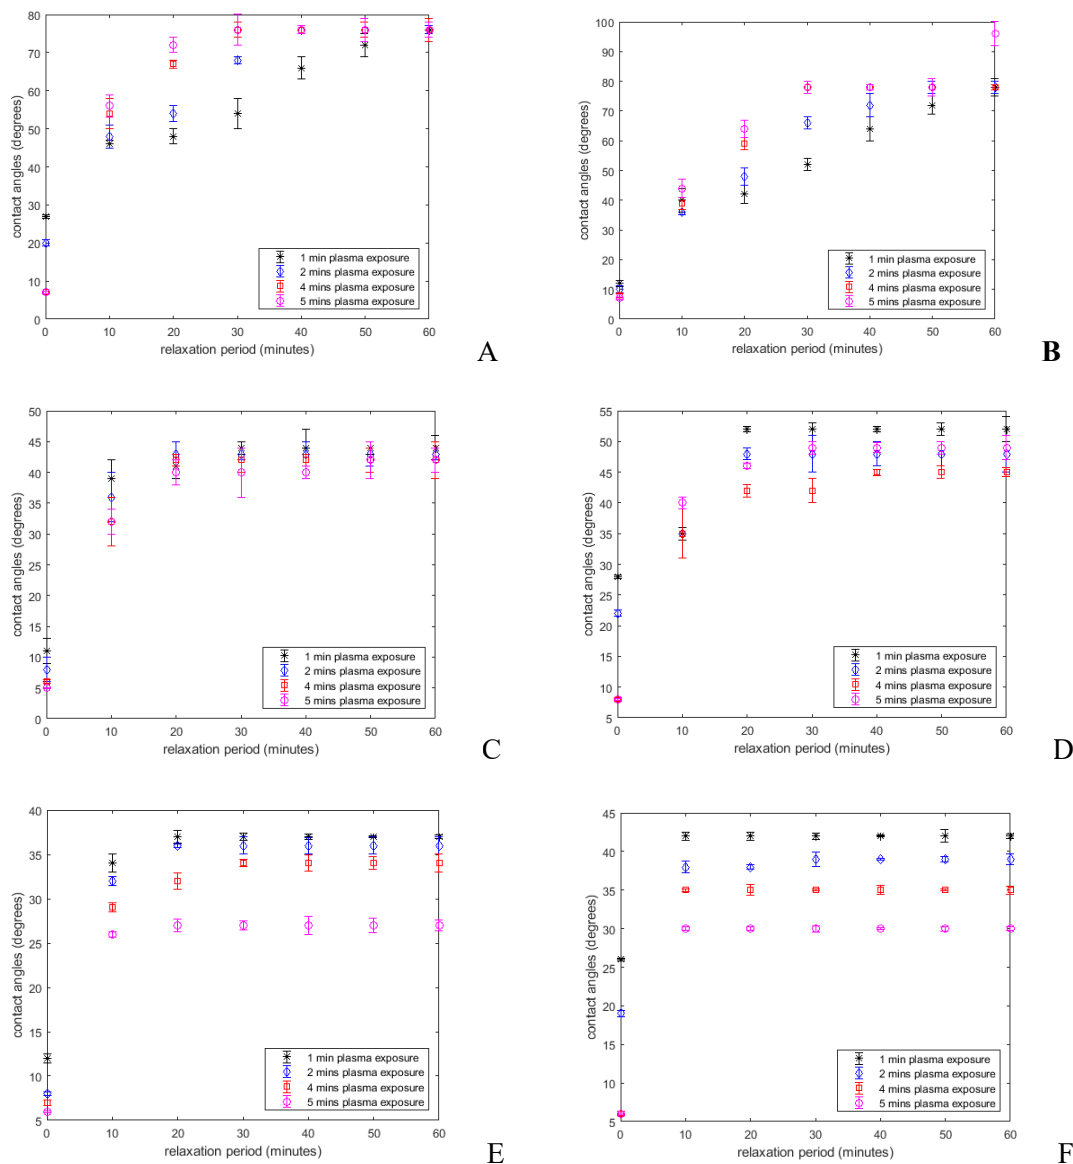 80
70
60
50
40
30
20
10
0
contact angles (degrees)
1 min plasma exposure
2 mins plasma exposure
4 mins plasma exposure
5 mins plasma exposure
0 10 20 30 40 50 60
relaxation period (minutes)
A
100
90
80
70
60
50
40
30
20
10
0
contact angles (degrees)
1 min plasma exposure
2 mins plasma exposure
4 mins plasma exposure
5 mins plasma exposure
0 10 20 30 40 50 60
relaxation period (minutes)
B
50
45
40
35
30
25
20
15
10
5
0
contact angles (degrees)
1 min plasma exposure
2 mins plasma exposure
4 mins plasma exposure
5 mins plasma exposure
0 10 20 30 40 50 60
relaxation period (minutes)
C
55
50
45
40
35
30
25
20
15
10
5
contact angles (degrees)
1 min plasma exposure
2 mins plasma exposure
4 mins plasma exposure
5 mins plasma exposure
0 10 20 30 40 50 60
relaxation period (minutes)
D
40
35
30
25
20
15
10
5
contact angles (degrees)
1 min plasma exposure
2 mins plasma exposure
4 mins plasma exposure
5 mins plasma exposure
0 10 20 30 40 50 60
relaxation period (minutes)
E
45
40
35
30
25
20
15
10
5
contact angles (degrees)
1 min plasma exposure
2 mins plasma exposure
4 mins plasma exposure
5 mins plasma exposure
0 10 20 30 40 50 60
relaxation period (minutes)
F